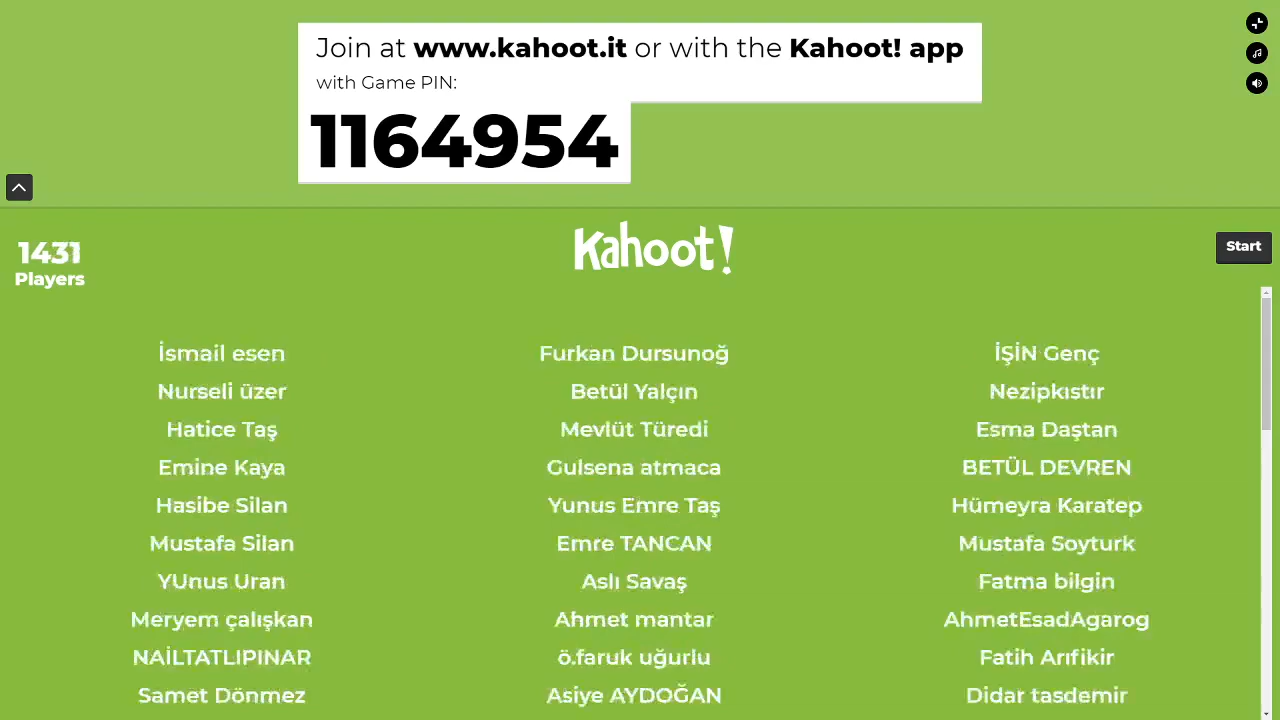 Join at www.kahoot.it or with the Kahoot! app
with Game PIN:
1164954
1431
Players
Kahoot!
Start
İsmail esen
Furkan Dursunoğ
İŞİN Genç
Nurseli üzer
Betül Yalçın
Nezipkıstır
Hatice Taş
Mevlüt Türedi
Esma Daştan
Emine Kaya
Gulsena atmaca
BETÜL DEVREN
Hasibe Silan
Yunus Emre Taş
Hümeyra Karatep
Mustafa Silan
Emre TANCAN
Mustafa Soyturk
YUnus Uran
Aslı Savaş
Fatma bilgin
Meryem çalışkan
Ahmet mantar
AhmetEsadAgarog
NAİLTATLIPINAR
ö.faruk uğurlu
Fatih Arıfikir
Samet Dönmez
Asiye AYDOĞAN
Didar tasdemir